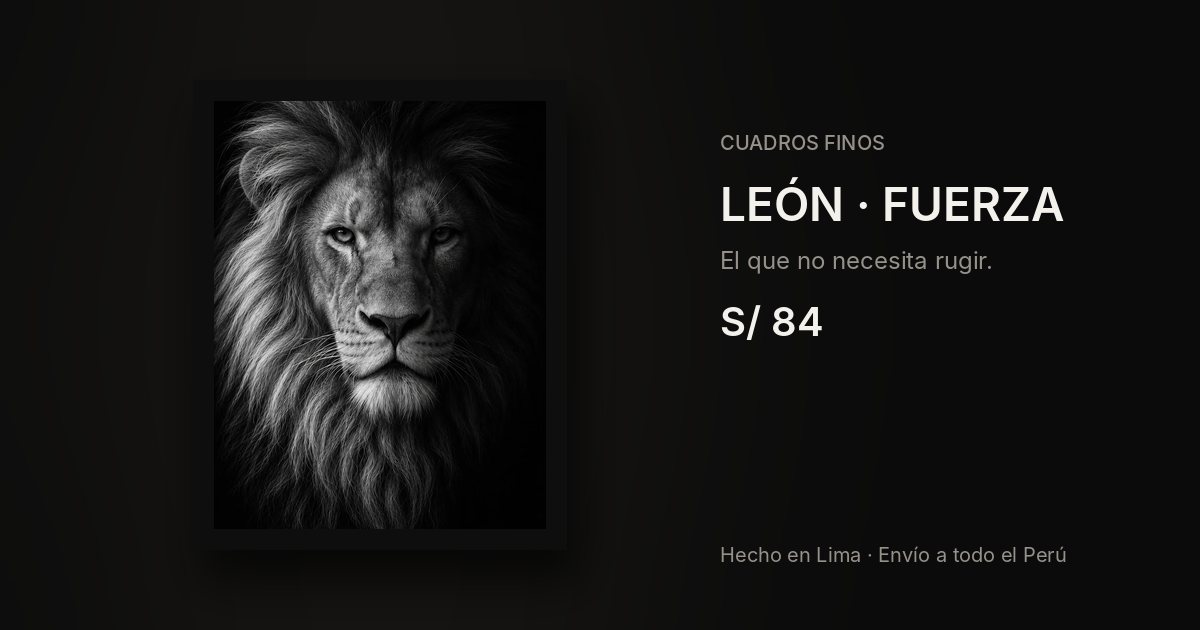 CUADROS FINOS
LEÓN · FUERZA
El que no necesita rugir.
S/ 84
Hecho en Lima · Envío a todo el Perú